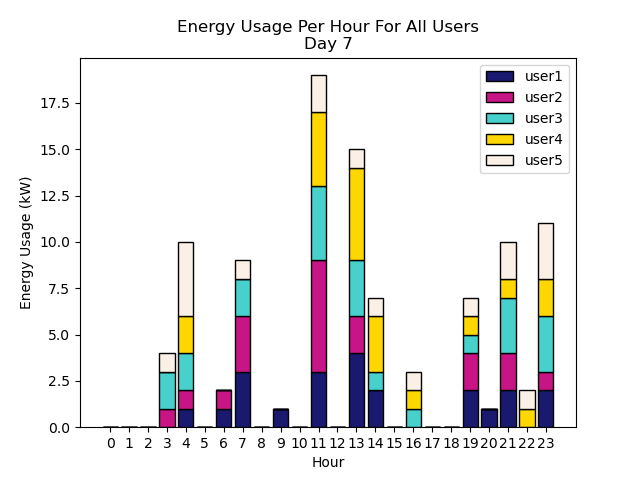 Energy Usage Per Hour For All Users
Day 7
user1
user2
user3
user4
user5
Energy Usage (kW)
17.5
15.0
12.5
10.0
7.5
5.0
2.5
0.0
0 1 2 3 4 5 6 7 8 9 10 11 12 13 14 15 16 17 18 19 20 21 22 23
Hour